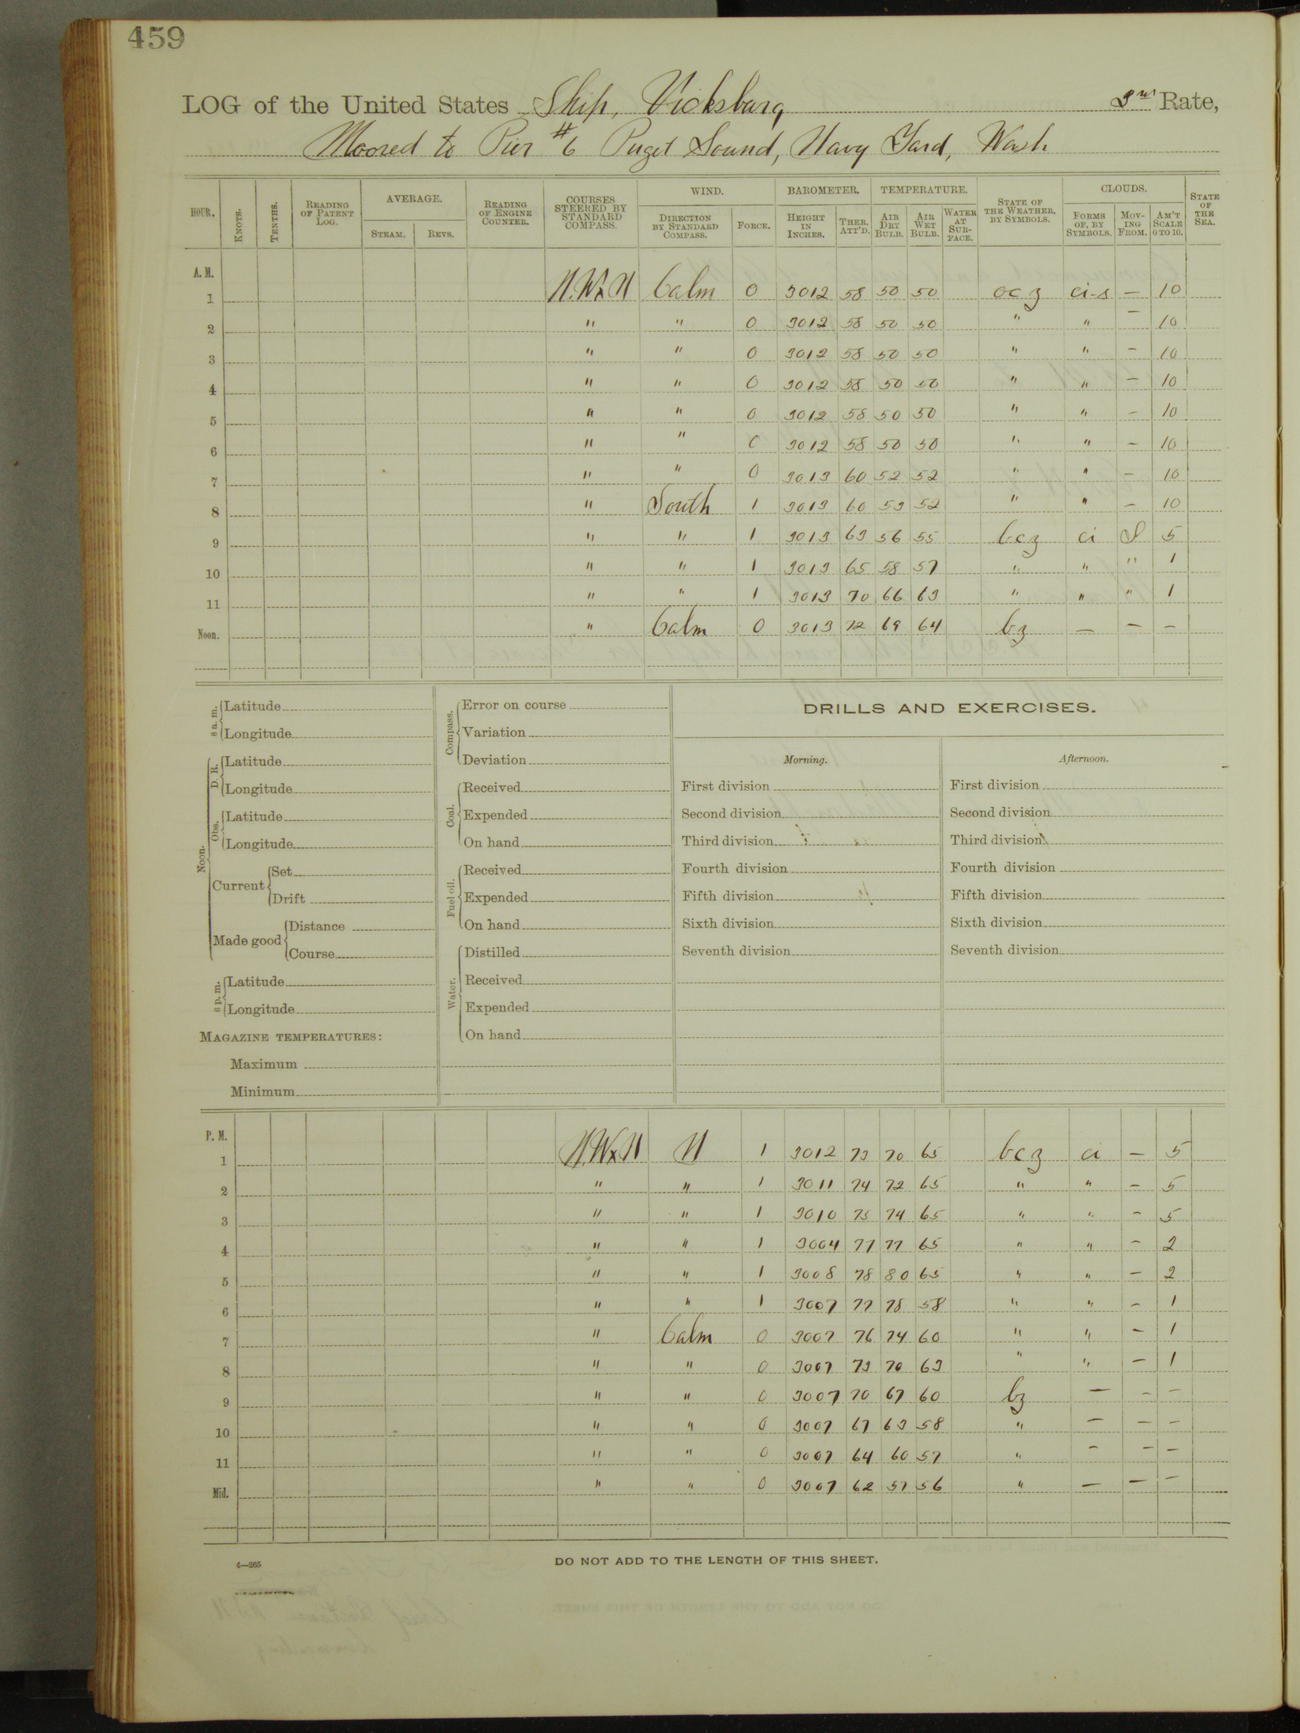 459
LOG of the United States Ship, Vicksburg 3rd Rate,
Moored to Pier #6 Puget Sound, Navy Yard, Wash
HOUR. KNOTS. TENTHS. READING OF PATENT LOG. AVERAGE. STEAM. REVS. READING OF ENGINE COUNTER. COURSES STEERED BY STANDARD COMPASS. WIND. DIRECTION BY STANDARD COMPASS. FORCE. BAROMETER. HEIGHT IN INCHES. THER. ATT'D. TEMPERATURE. AIR DRY BULB. AIR WET BULB. WATER AT SURFACE. STATE OF THE WEATHER, BY SYMBOLS. CLOUDS. FORMS OF, BY SYMBOLS. MOVING FROM. AM'T SCALE 0 TO 10. STATE OF THE SEA.
A. M.
1 N.WxN Calm 0 3012 58 50 50 ocz ci-s — 10
2 " " 0 3012 58 50 50 " " — 10
3 " " 0 3012 58 50 50 " " — 10
4 " " 0 3012 58 50 50 " " — 10
5 " " 0 3012 58 50 50 " " — 10
6 " " 0 3012 58 50 50 " " — 10
7 " " 0 3013 60 52 52 " " — 10
8 " South 1 3013 60 53 52 " " — 10
9 " " 1 3013 63 56 55 bcz ci S 5
10 " " 1 3013 65 58 57 " " " 1
11 " " 1 3013 70 66 63 " " " 1
Noon. " Calm 0 3013 72 69 64 bz — — —
8 a. m. Latitude
Longitude
Noon. D. R. Latitude
Longitude
Obs. Latitude
Longitude
Current Set
Drift
Made good Distance
Course
8 p. m. Latitude
Longitude
MAGAZINE TEMPERATURES:
Maximum
Minimum
Compass. Error on course
Variation
Deviation
Coal. Received
Expended
On hand
Fuel oil. Received
Expended
On hand
Water. Distilled
Received
Expended
On hand
DRILLS AND EXERCISES.
Morning.
First division
Second division
Third division
Fourth division
Fifth division
Sixth division
Seventh division
Afternoon.
First division
Second division
Third division
Fourth division
Fifth division
Sixth division
Seventh division
P. M.
1 N.WxN N 1 3012 73 70 65 bcz ci — 5
2 " " 1 3011 74 72 65 " " — 5
3 " " 1 3010 75 74 65 " " — 5
4 " " 1 3004 77 77 65 " " — 2
5 " " 1 3008 78 80 65 " " — 2
6 " " 1 3007 77 78 58 " " — 1
7 " Calm 0 3007 76 74 60 " " — 1
8 " " 0 3007 73 70 63 " " — 1
9 " " 0 3007 70 67 60 bz — — —
10 " " 0 3007 67 63 58 " — — —
11 " " 0 3007 64 60 57 " — — —
Mid. " " 0 3007 62 57 56 " — — —
6—265
DO NOT ADD TO THE LENGTH OF THIS SHEET.